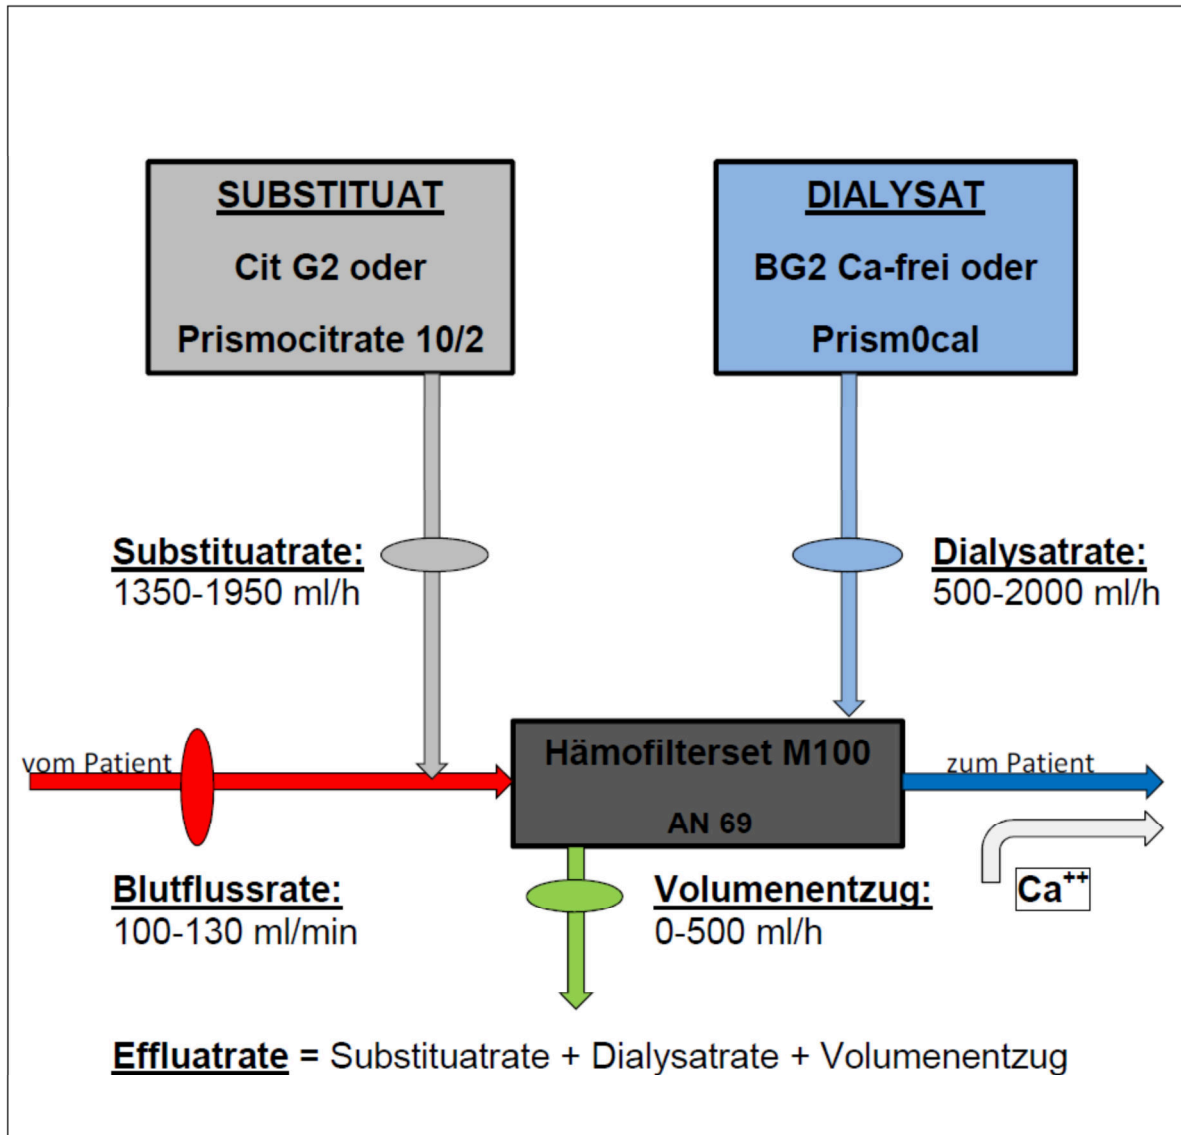 SUBSTITUAT
Cit G2 oder
Prismocitrate 10/2
DIALYSAT
BG2 Ca-frei oder
Prism0cal
Substituatrate:
1350-1950 ml/h
Dialysatrate:
500-2000 ml/h
vom Patient
Hämofilterset M100
AN 69
zum Patient
Blutflussrate:
100-130 ml/min
Volumenentzug:
0-500 ml/h
Ca++
Effluatrate = Substituatrate + Dialysatrate + Volumenentzug